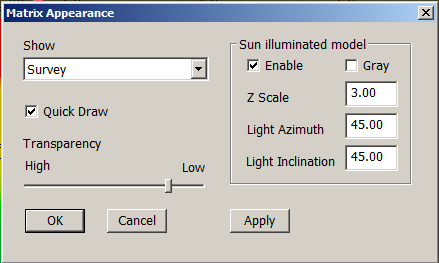 Matrix Appearance
Show
Survey
Quick Draw
Transparency
High Low
OK Cancel Apply
Sun illuminated model
Enable Gray
Z Scale 3.00
Light Azimuth 45.00
Light Inclination 45.00